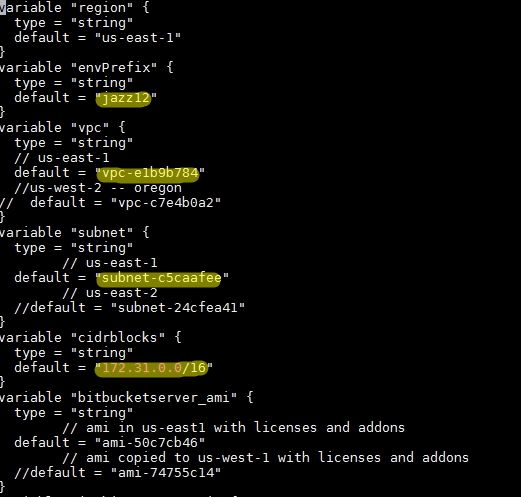 variable "region" {
  type = "string"
  default = "us-east-1"
}
variable "envPrefix" {
  type = "string"
  default = "jazz12"
}
variable "vpc" {
  type = "string"
  // us-east-1
  default = "vpc-e1b9b784"
  //us-west-2 -- oregon
//  default = "vpc-c7e4b0a2"
}
variable "subnet" {
  type = "string"
        // us-east-1
  default = "subnet-c5caafee"
        // us-east-2
  //default = "subnet-24cfea41"
}
variable "cidrblocks" {
  type = "string"
  default = "172.31.0.0/16"
}
variable "bitbucketserver_ami" {
  type = "string"
        // ami in us-east1 with licenses and addons
  default = "ami-50c7cb46"
        // ami copied to us-west-1 with licenses and addons
  //default = "ami-74755c14"
}